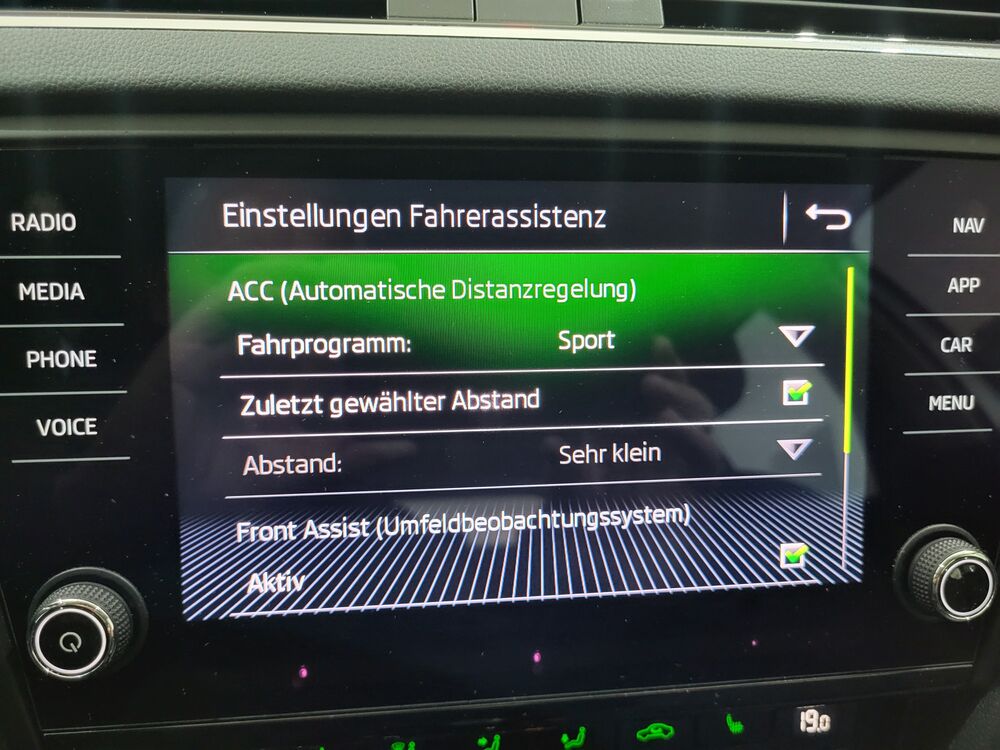 Einstellungen Fahrerassistenz
RADIO
MEDIA
PHONE
VOICE
ACC (Automatische Distanzregelung)
Fahrprogramm: Sport
Zuletzt gewählter Abstand
Abstand: Sehr klein
Front Assist (Umfeldbeobachtungssystem)
Aktiv
NAV
APP
CAR
MENU
19.0